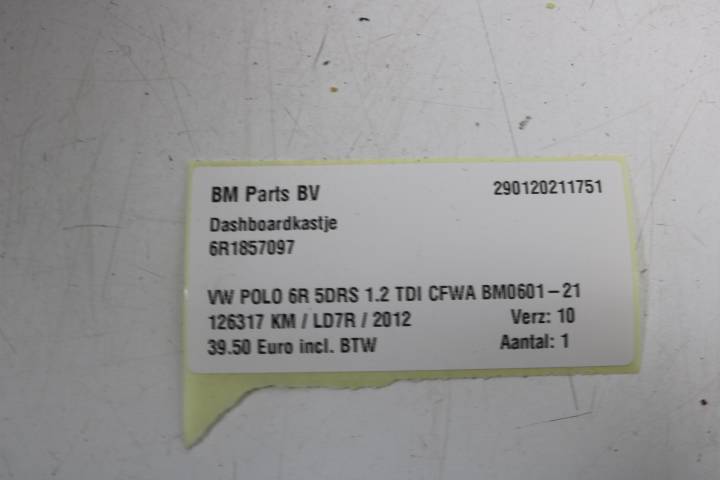 BM Parts BV 290120211751
Dashboardkastje
6R1857097
VW POLO 6R 5DRS 1.2 TDI CFWA BM0601-21
126317 KM / LD7R / 2012 Verz: 10
39.50 Euro incl. BTW Aantal: 1